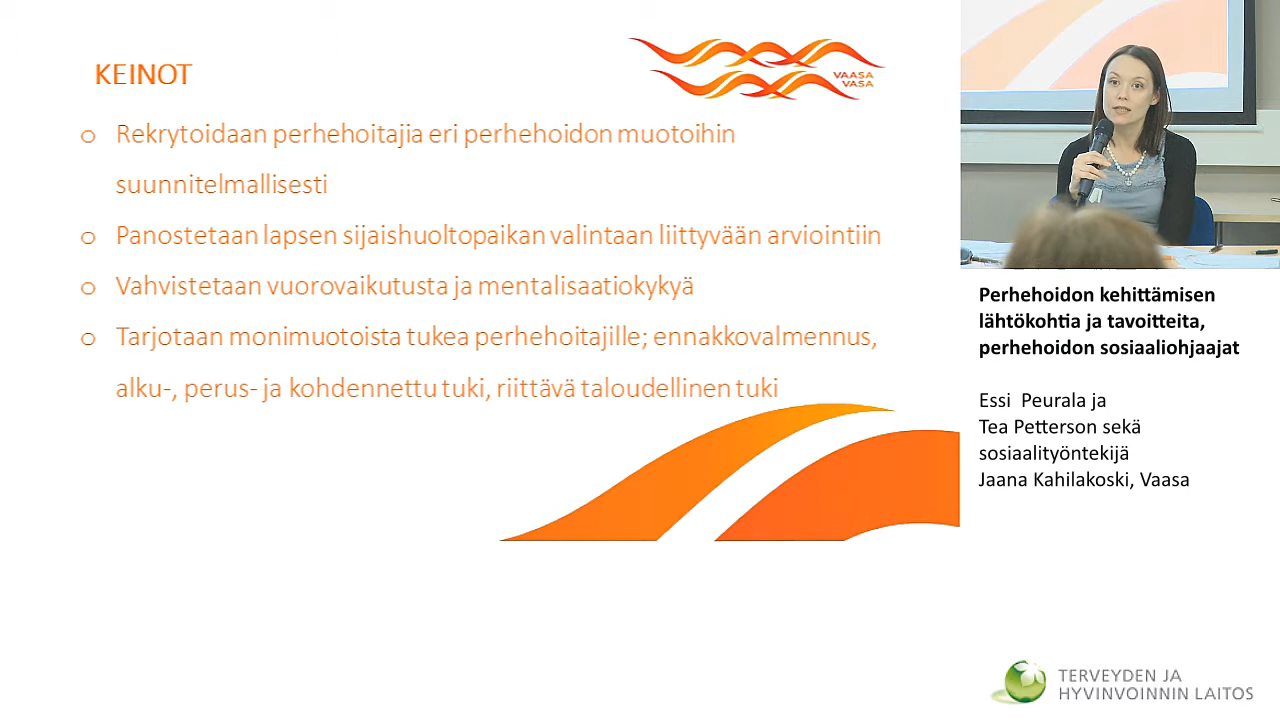 KEINOT
VAASA
VASA
o Rekrytoidaan perhehoitajia eri perhehoidon muotoihin
suunnitelmallisesti
o Panostetaan lapsen sijaishuoltopaikan valintaan liittyvään arviointiin
o Vahvistetaan vuorovaikutusta ja mentalisaatiokykyä
o Tarjotaan monimuotoista tukea perhehoitajille; ennakkovalmennus,
alku-, perus- ja kohdennettu tuki, riittävä taloudellinen tuki
Perhehoidon kehittämisen
lähtökohtia ja tavoitteita,
perhehoidon sosiaaliohjaajat
Essi Peurala ja
Tea Petterson sekä
sosiaalityöntekijä
Jaana Kahilakoski, Vaasa
TERVEYDEN JA
HYVINVOINNIN LAITOS